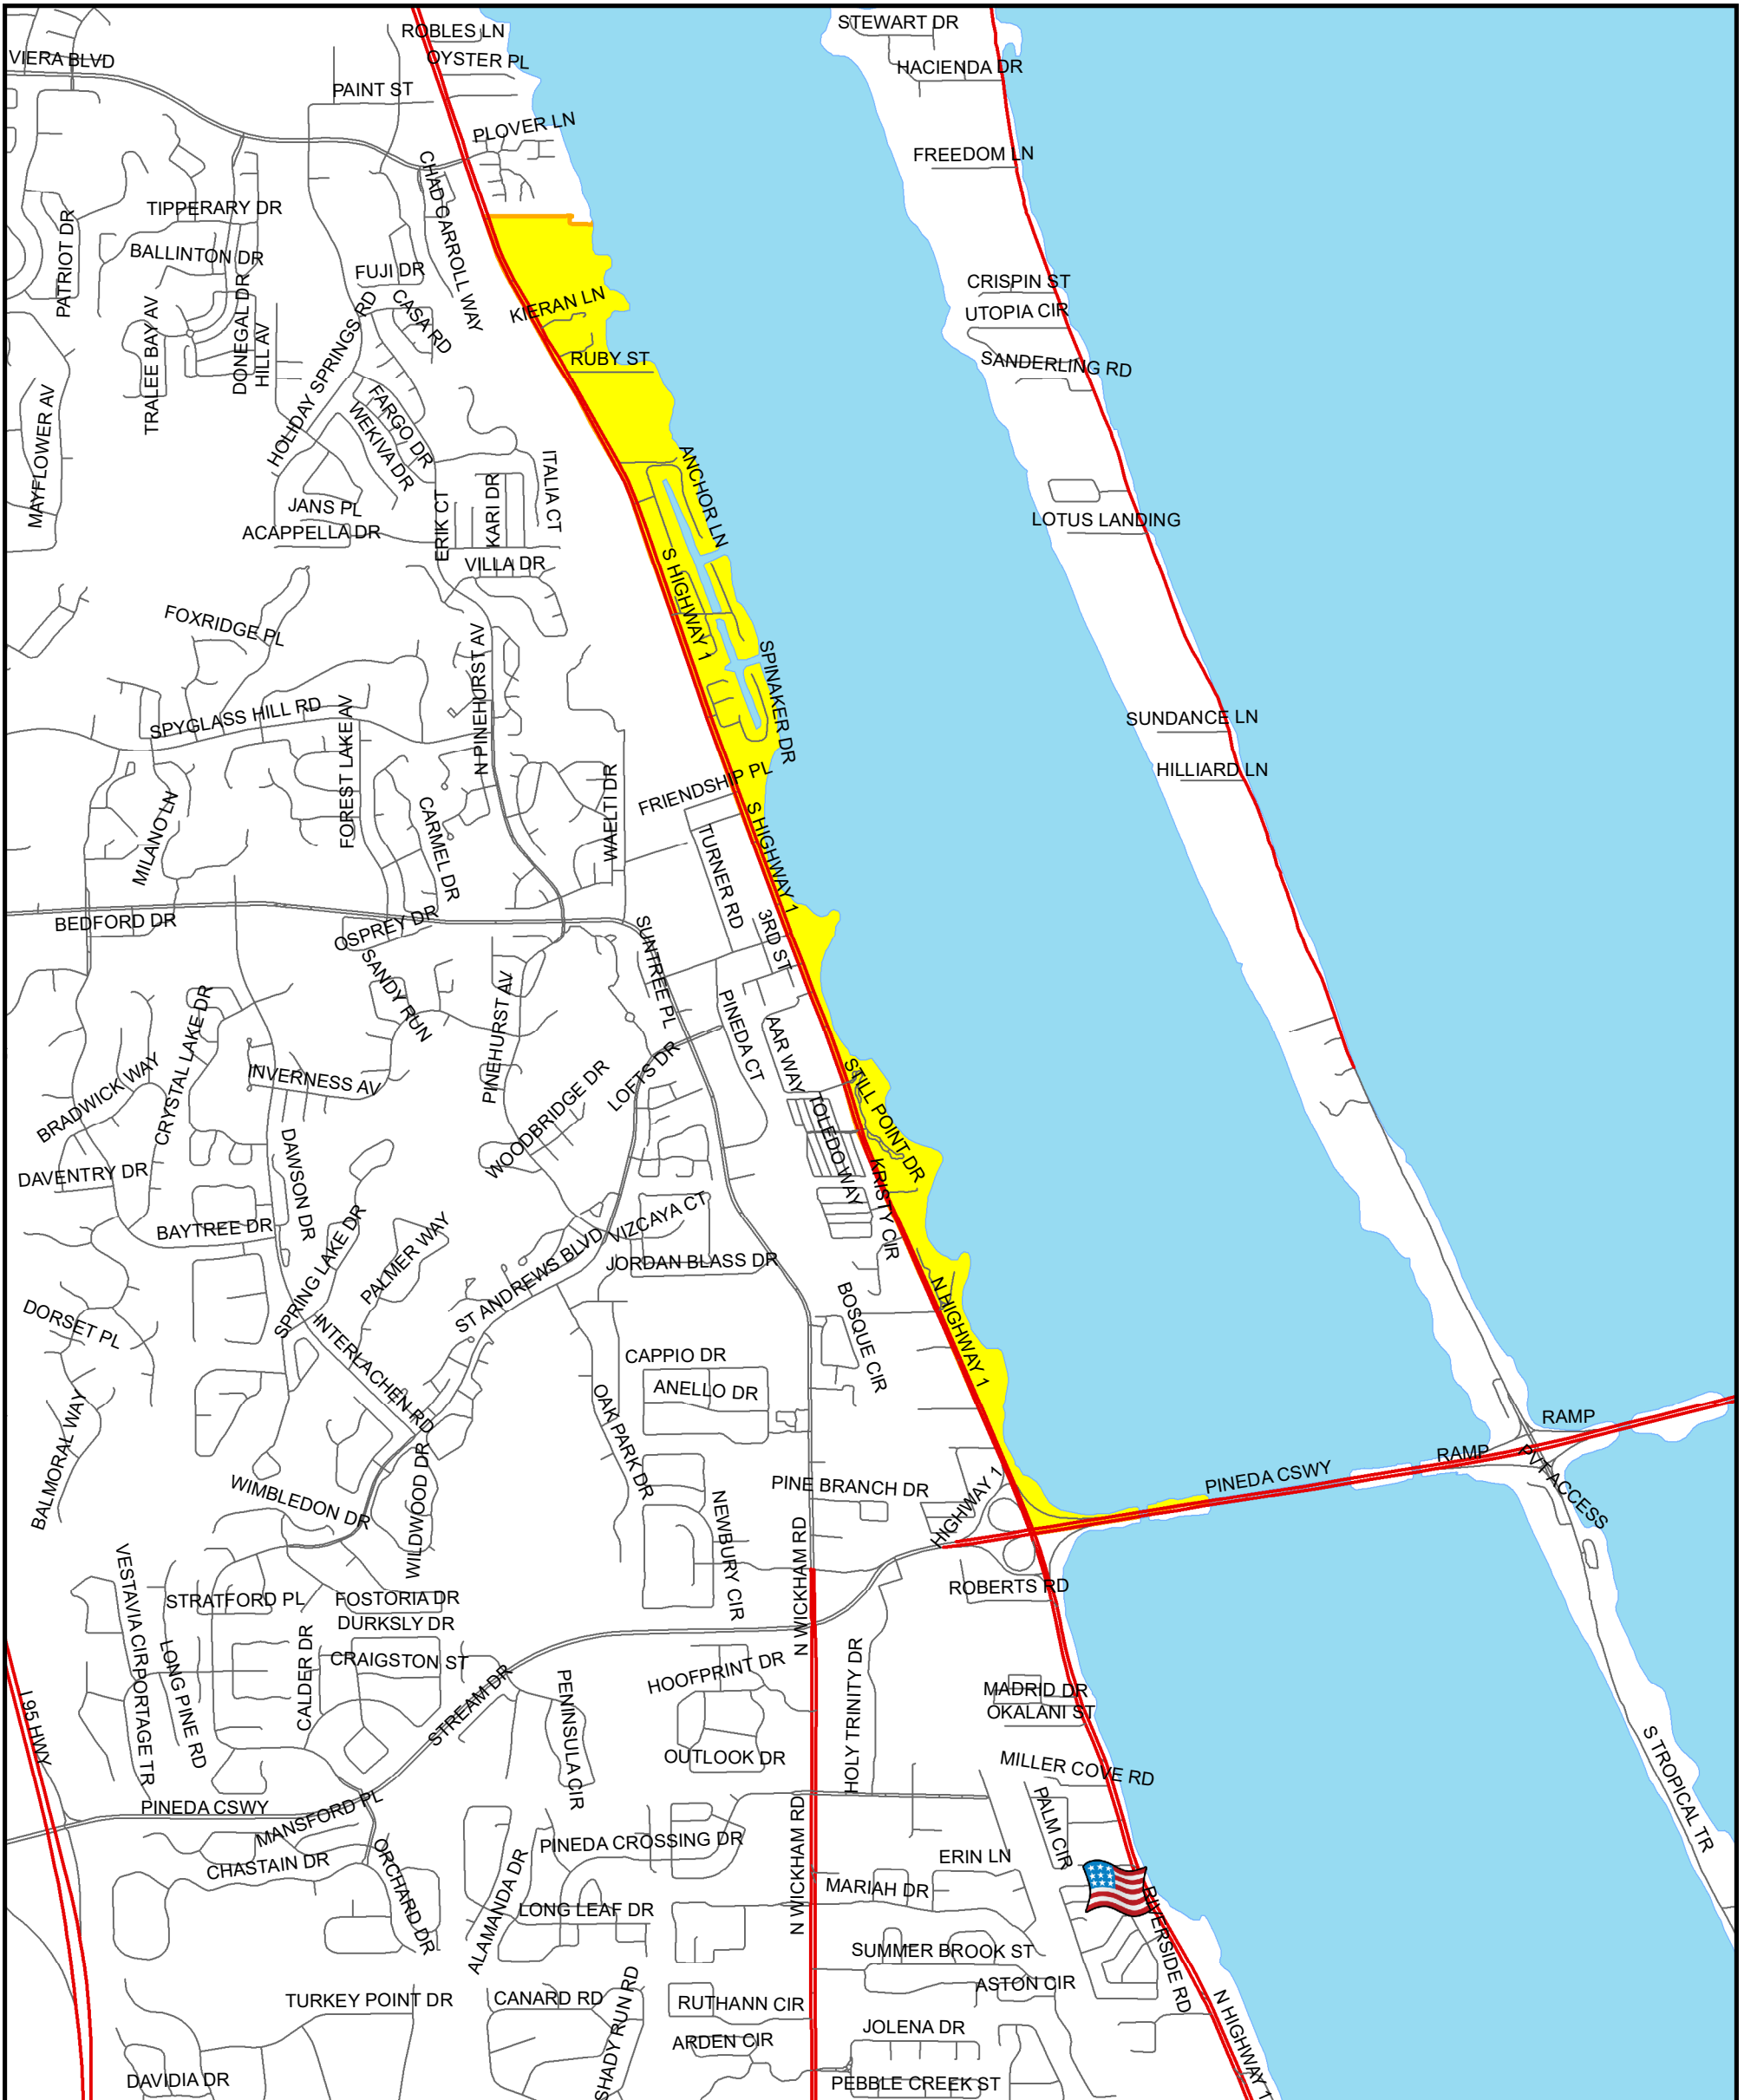 ROBLES LN
STEWART DR
VIERA BLVD
OYSTER PL
HACIENDA DR
PAINT ST
PLOVER LN
FREEDOM LN
CHAD CARROLL WAY
TIPPERARY DR
PATRIOT DR
BALLINTON DR
FUJI DR
CRISPIN ST
KIERAN LN
UTOPIA CIR
CASA RD
TRALEE BAY AV
DONEGAL DR
HILL AV
HOLIDAY SPRINGS RD
RUBY ST
SANDERLING RD
MAYFLOWER AV
FARGO DR
WEKIVA DR
ANCHOR LN
ITALIA CT
KARI DR
ERIK CT
JANS PL
LOTUS LANDING
ACAPPELLA DR
VILLA DR
S HIGHWAY 1
FOXRIDGE PL
N PINEHURST AV
SPINAKER DR
SPYGLASS HILL RD
SUNDANCE LN
FOREST LAKE AV
HILLIARD LN
FRIENDSHIP PL
WAELTI DR
MILANO LN
CARMEL DR
TURNER RD
S HIGHWAY 1
BEDFORD DR
OSPREY DR
3RD ST
SUNTREE PL
SANDY RUN
PINEHURST AV
CRYSTAL LAKE DR
PINEDA CT
AAR WAY
BRADWICK WAY
INVERNESS AV
LOFTS DR
WOODBRIDGE DR
STILL POINT DR
TOLEDO WAY
DAVENTRY DR
DAWSON DR
KRISTY CIR
BAYTREE DR
VIZCAYA CT
SPRING LAKE DR
PALMER WAY
ST ANDREWS BLVD
JORDAN BLASS DR
DORSET PL
BOSQUE CIR
N HIGHWAY 1
INTERLACHEN RD
CAPPIO DR
ANELLO DR
OAK PARK DR
BALMORAL WAY
RAMP
RAMP
PINEDA CSWY
PVT ACCESS
WIMBLEDON DR
WILDWOOD DR
PINE BRANCH DR
HIGHWAY 1
NEWBURY CIR
N WICKHAM RD
VESTAVIA CIR
STRATFORD PL
FOSTORIA DR
ROBERTS RD
DURKSLY DR
CALDER DR
CRAIGSTON ST
LONG PINE RD
PORTAGE TR
STREAM DR
PENINSULA CIR
HOOFPRINT DR
HOLY TRINITY DR
MADRID DR
OKALANI ST
I 95 HWY
OUTLOOK DR
MILLER COVE RD
S TROPICAL TR
PINEDA CSWY
MANSFORD PL
PALM CIR
N WICKHAM RD
PINEDA CROSSING DR
CHASTAIN DR
ORCHARD DR
ERIN LN
MARIAH DR
ALAMANDA DR
LONG LEAF DR
RIVERSIDE RD
SUMMER BROOK ST
ASTON CIR
TURKEY POINT DR
CANARD RD
SHADY RUN RD
RUTHANN CIR
JOLENA DR
ARDEN CIR
N HIGHWAY 1
DAVIDIA DR
PEBBLE CREEK ST